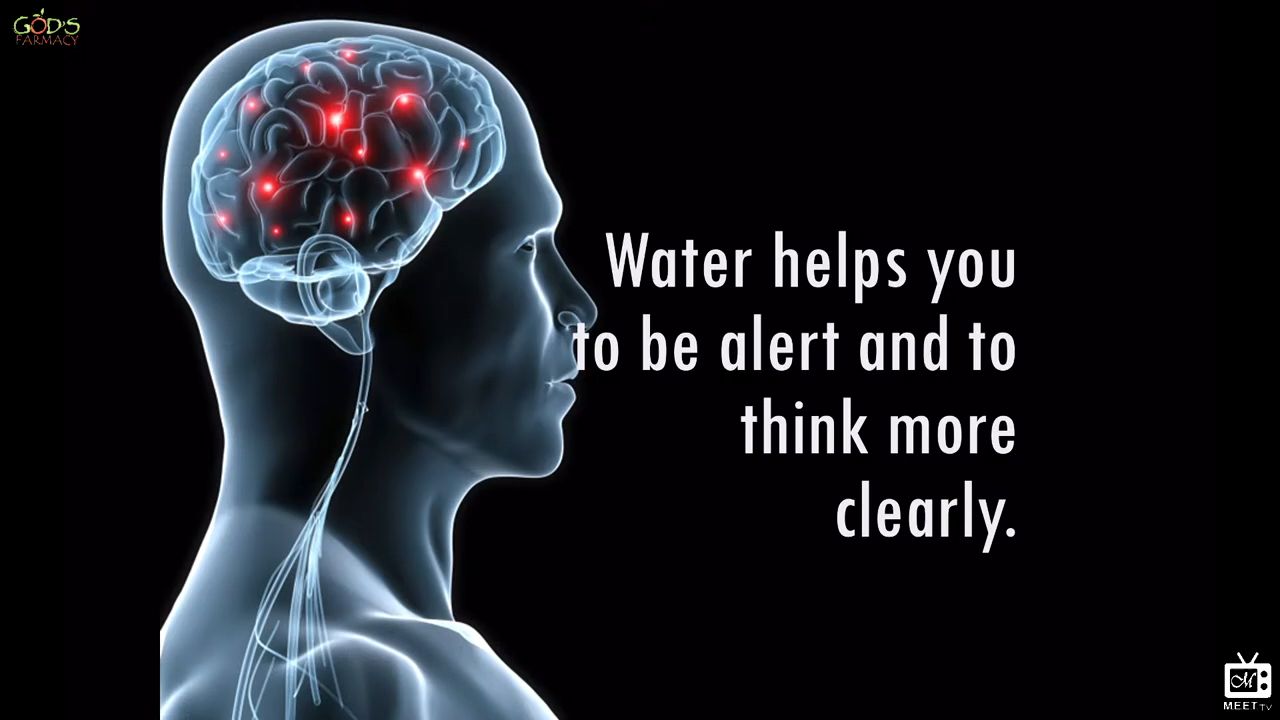 GOD'S
FARMACY
Water helps you
to be alert and to
think more
clearly.
M
MEET TV